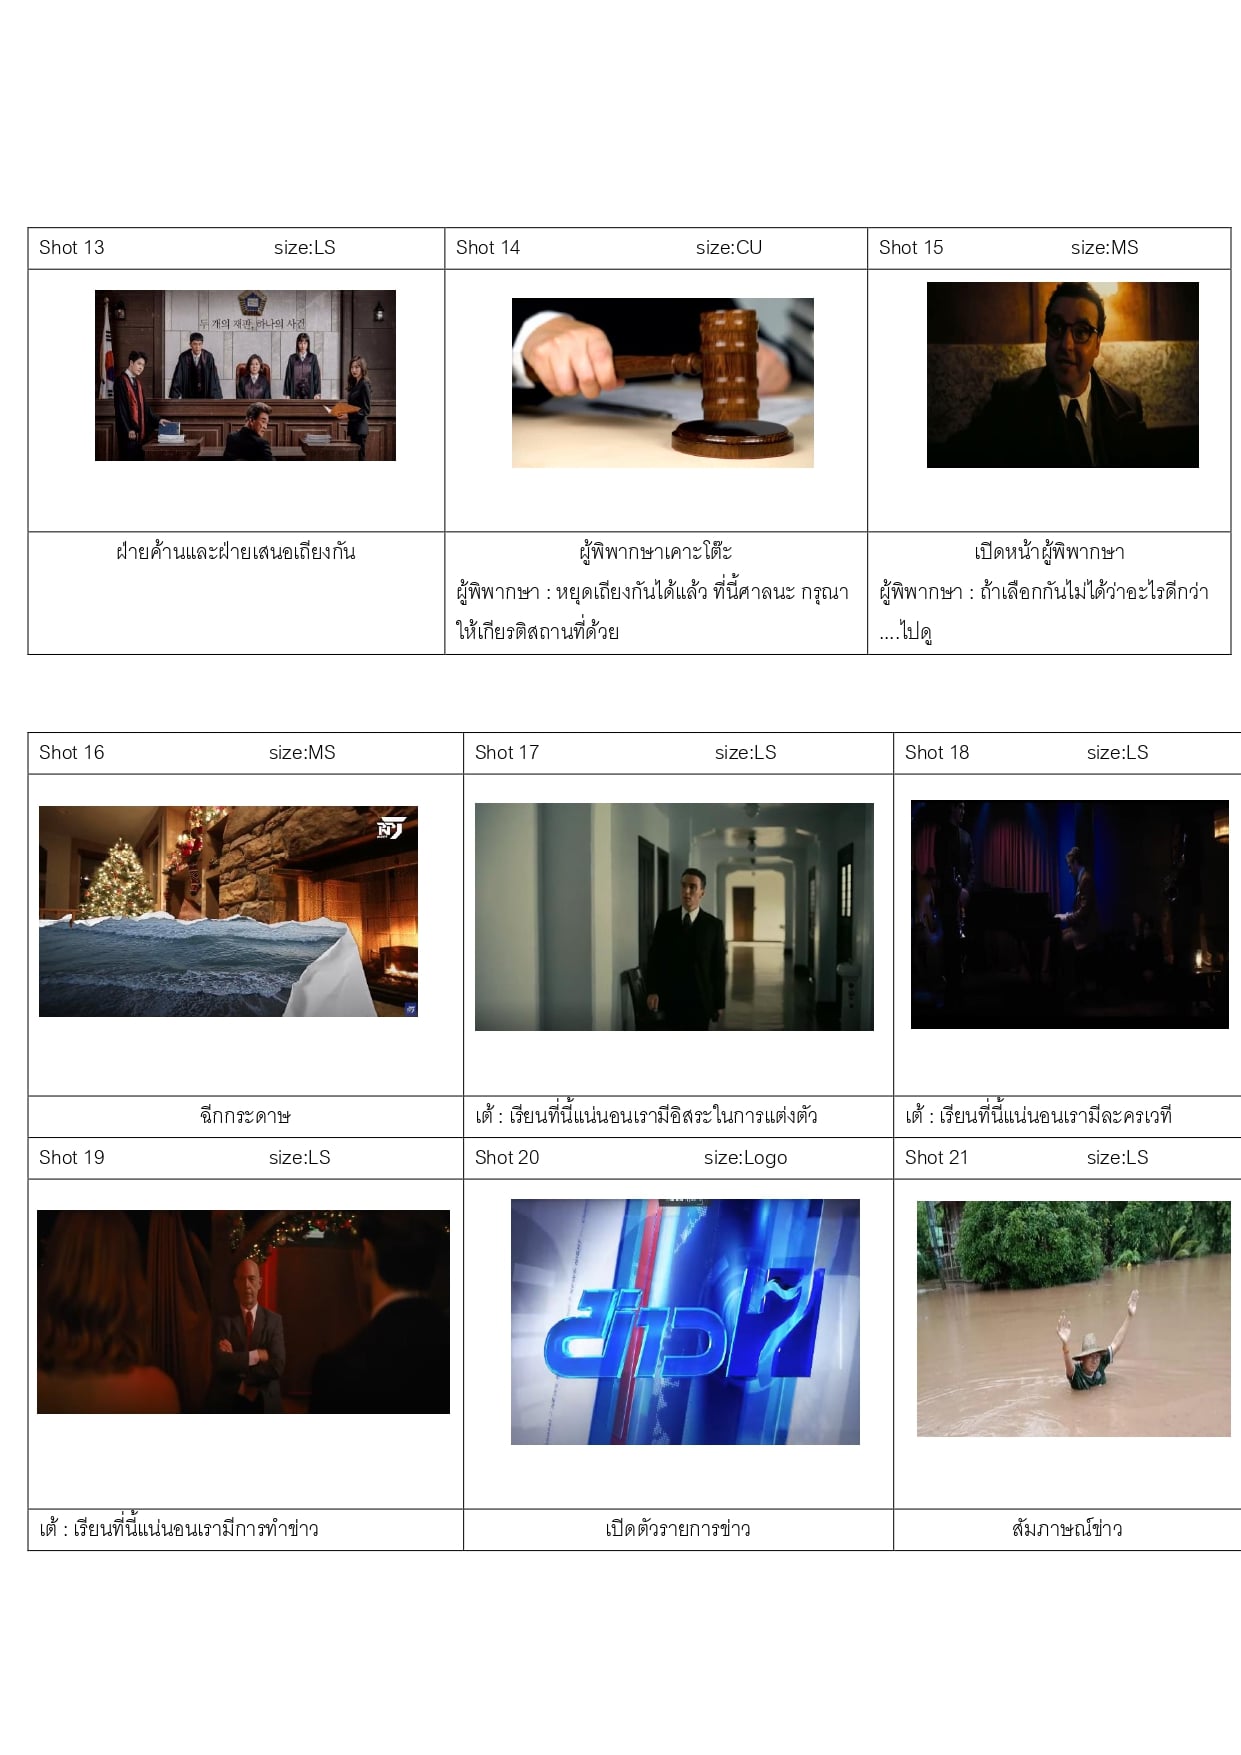 Shot 13 size:LS
Shot 14 size:CU
Shot 15 size:MS
두 개의 재판, 하나의 사건
ฝ่ายค้านและฝ่ายเสนอเถียงกัน
ผู้พิพากษาเคาะโต๊ะ
ผู้พิพากษา : หยุดเถียงกันได้แล้ว ที่นี้ศาลนะ กรุณา
ให้เกียรติสถานที่ด้วย
เปิดหน้าผู้พิพากษา
ผู้พิพากษา : ถ้าเลือกกันไม่ได้ว่าอะไรดีกว่า
....ไปดู
Shot 16 size:MS
Shot 17 size:LS
Shot 18 size:LS
ฉีกกระดาษ
เต้ : เรียนที่นี้แน่นอนเรามีอิสระในการแต่งตัว
เต้ : เรียนที่นี้แน่นอนเรามีละครเวที
Shot 19 size:LS
Shot 20 size:Logo
Shot 21 size:LS
ข่าว7
เต้ : เรียนที่นี้แน่นอนเรามีการทำข่าว
เปิดตัวรายการข่าว
สัมภาษณ์ข่าว